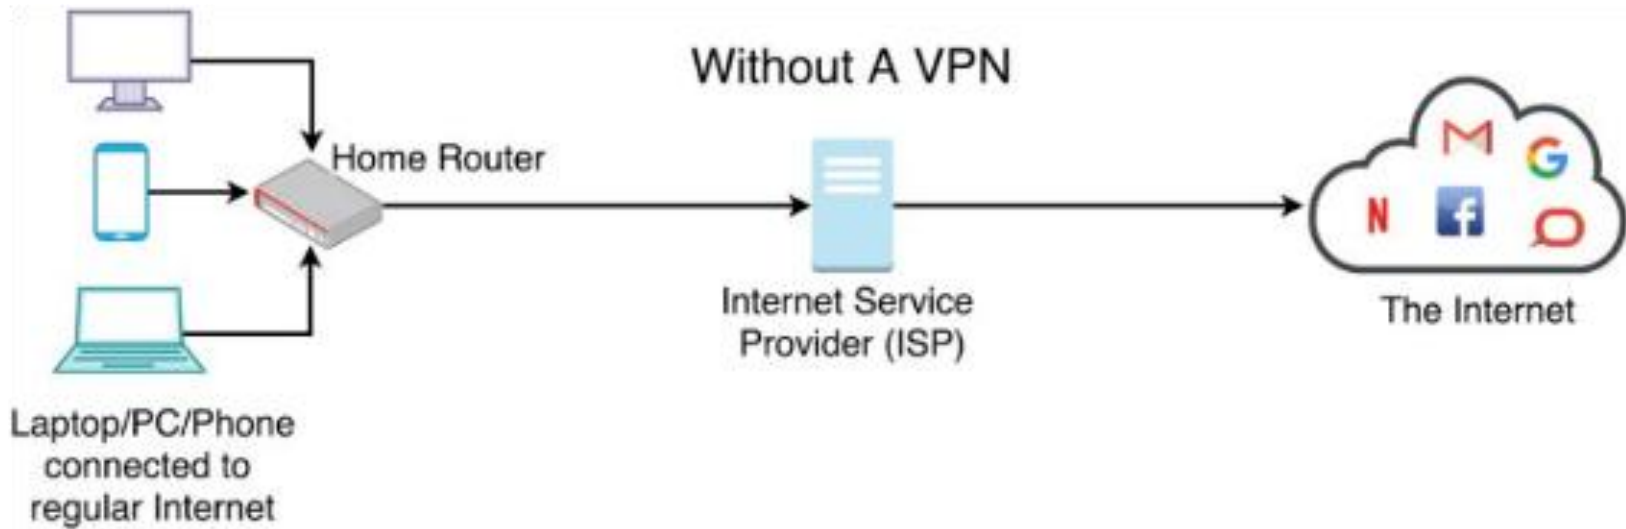 Without A VPN
Home Router
Internet Service
Provider (ISP)
The Internet
Laptop/PC/Phone
connected to
regular Internet